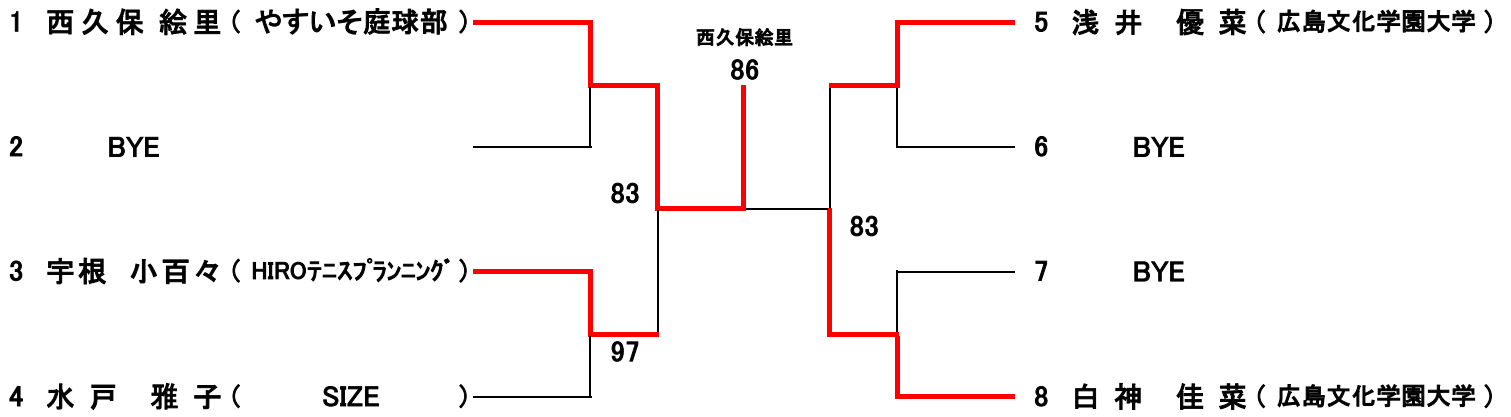 1 西久保 絵里 ( やすいそ庭球部 )
2 BYE
83
3 宇根 小百々 ( HIROテニスプランニング )
97
4 水戸 雅子 ( SIZE )
西久保絵里
86
5 浅井 優菜 ( 広島文化学園大学 )
6 BYE
83
7 BYE
8 白神 佳菜 ( 広島文化学園大学 )